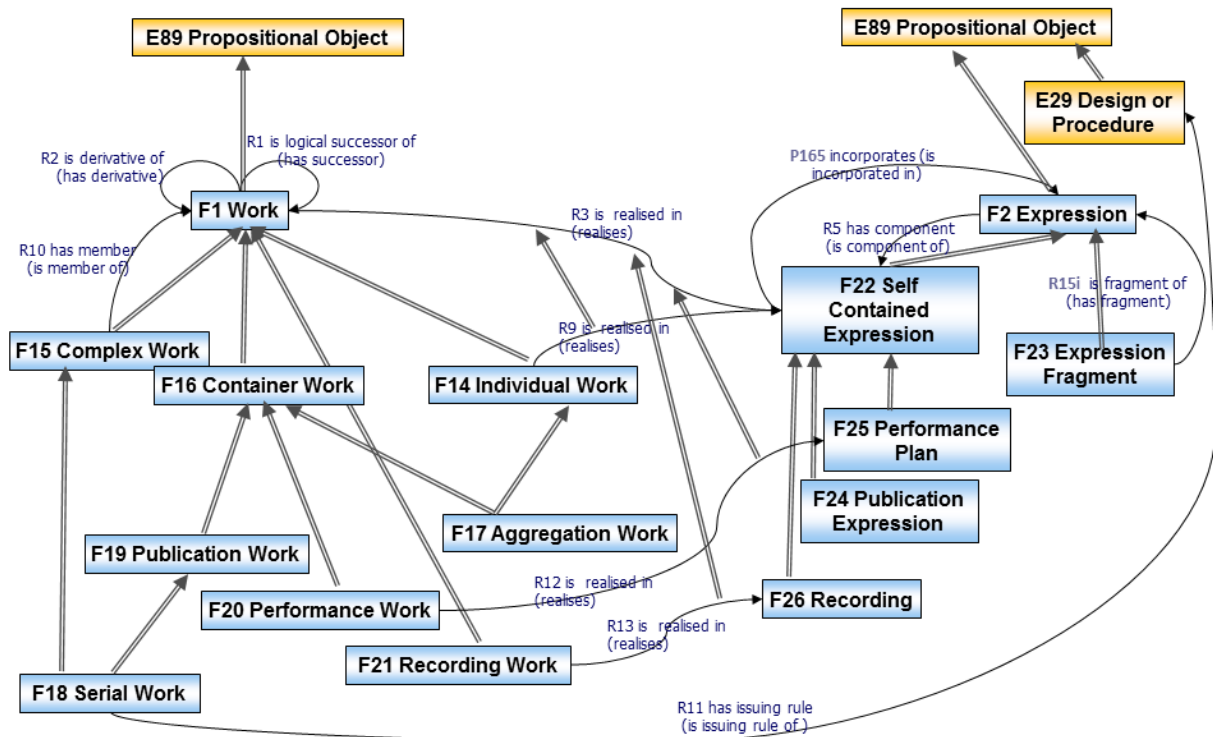 E89 Propositional Object
E89 Propositional Object
E29 Design or
Procedure
R1 is logical successor of
(has successor)
R2 is derivative of
(has derivative)
P165 incorporates (is
incorporated in)
F1 Work
R3 is realised in
(realises)
F2 Expression
R5 has component
(is component of)
R10 has member
(is member of)
R15i is fragment of
(has fragment)
F22 Self
Contained
Expression
R9 is realised in
(realises)
F15 Complex Work
F16 Container Work
F14 Individual Work
F23 Expression
Fragment
F25 Performance
Plan
F24 Publication
Expression
F17 Aggregation Work
F19 Publication Work
R12 is realised in
(realises)
F20 Performance Work
F26 Recording
R13 is realised in
(realises)
F21 Recording Work
F18 Serial Work
R11 has issuing rule
(is issuing rule of.)